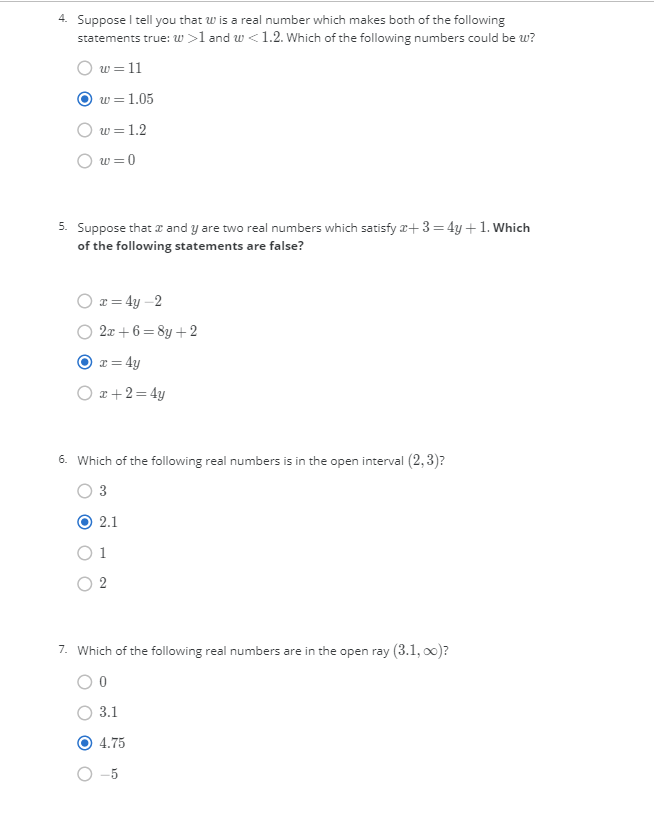 4. Suppose I tell you that w is a real number which makes both of the following
statements true: w >1 and w < 1.2. Which of the following numbers could be w?
w = 11
w = 1.05
w = 1.2
w = 0
5. Suppose that x and y are two real numbers which satisfy x+ 3 = 4y + 1. Which
of the following statements are false?
x = 4y −2
2x + 6 = 8y + 2
x = 4y
x + 2 = 4y
6. Which of the following real numbers is in the open interval (2, 3)?
3
2.1
1
2
7. Which of the following real numbers are in the open ray (3.1, ∞)?
0
3.1
4.75
−5